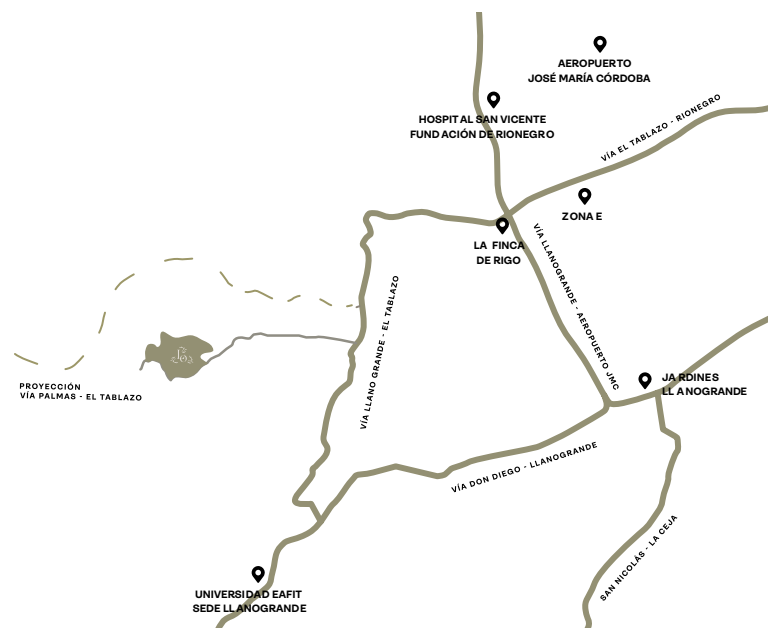 AEROPUERTO
JOSÉ MARÍA CÓRDOBA
HOSPITAL SAN VICENTE
FUNDACIÓN DE RIONEGRO
VÍA EL TABLAZO - RIONEGRO
ZONA E
LA FINCA
DE RIGO
VÍA LLANOGRANDE - AEROPUERTO JMC
VÍA LLANO GRANDE - EL TABLAZO
PROYECCIÓN
VÍA PALMAS - EL TABLAZO
JARDINES
LLANOGRANDE
VÍA DON DIEGO - LLANOGRANDE
SAN NICOLÁS - LA CEJA
UNIVERSIDAD EAFIT
SEDE LLANOGRANDE